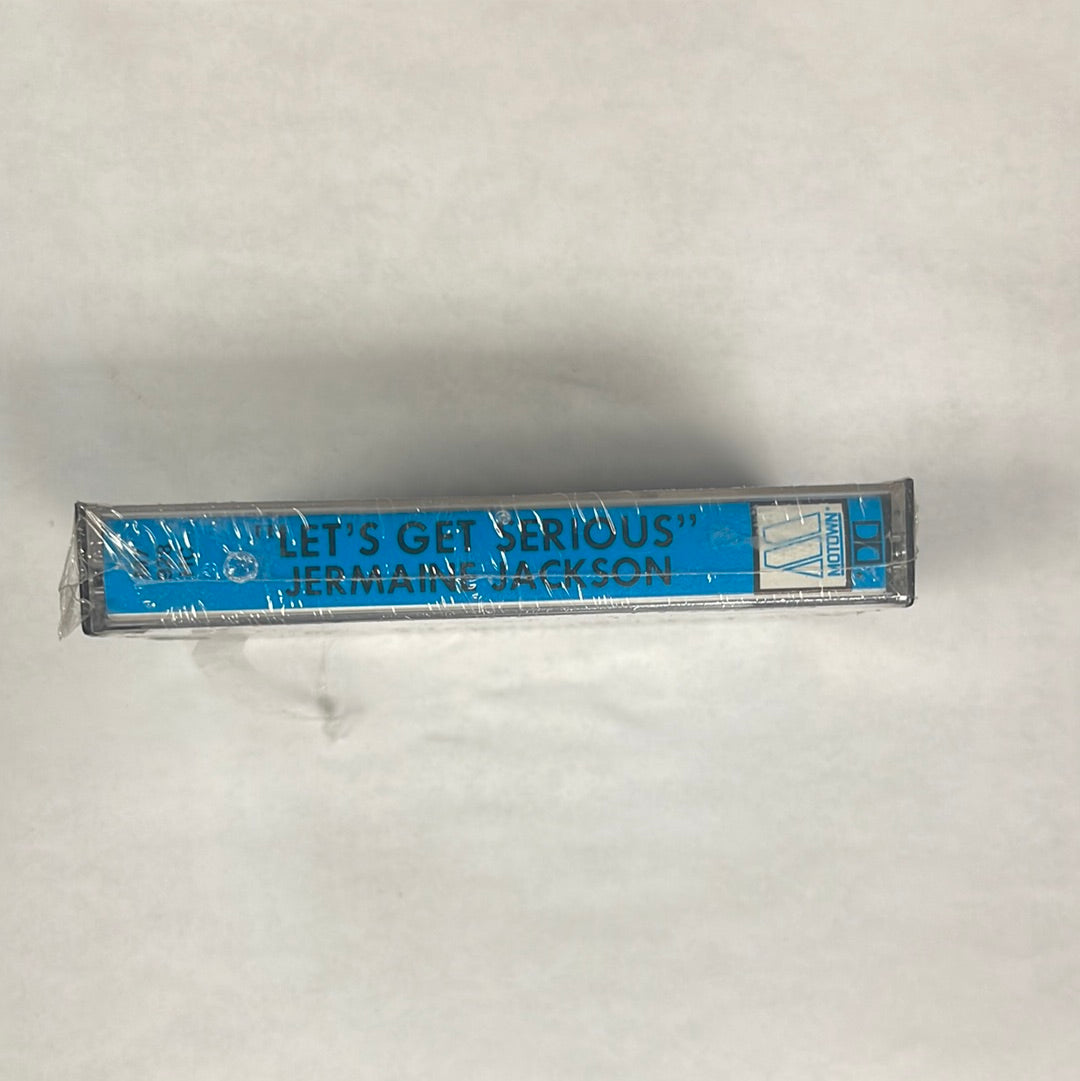 "LET'S GET SERIOUS"
JERMAINE JACKSON
MOTOWN®